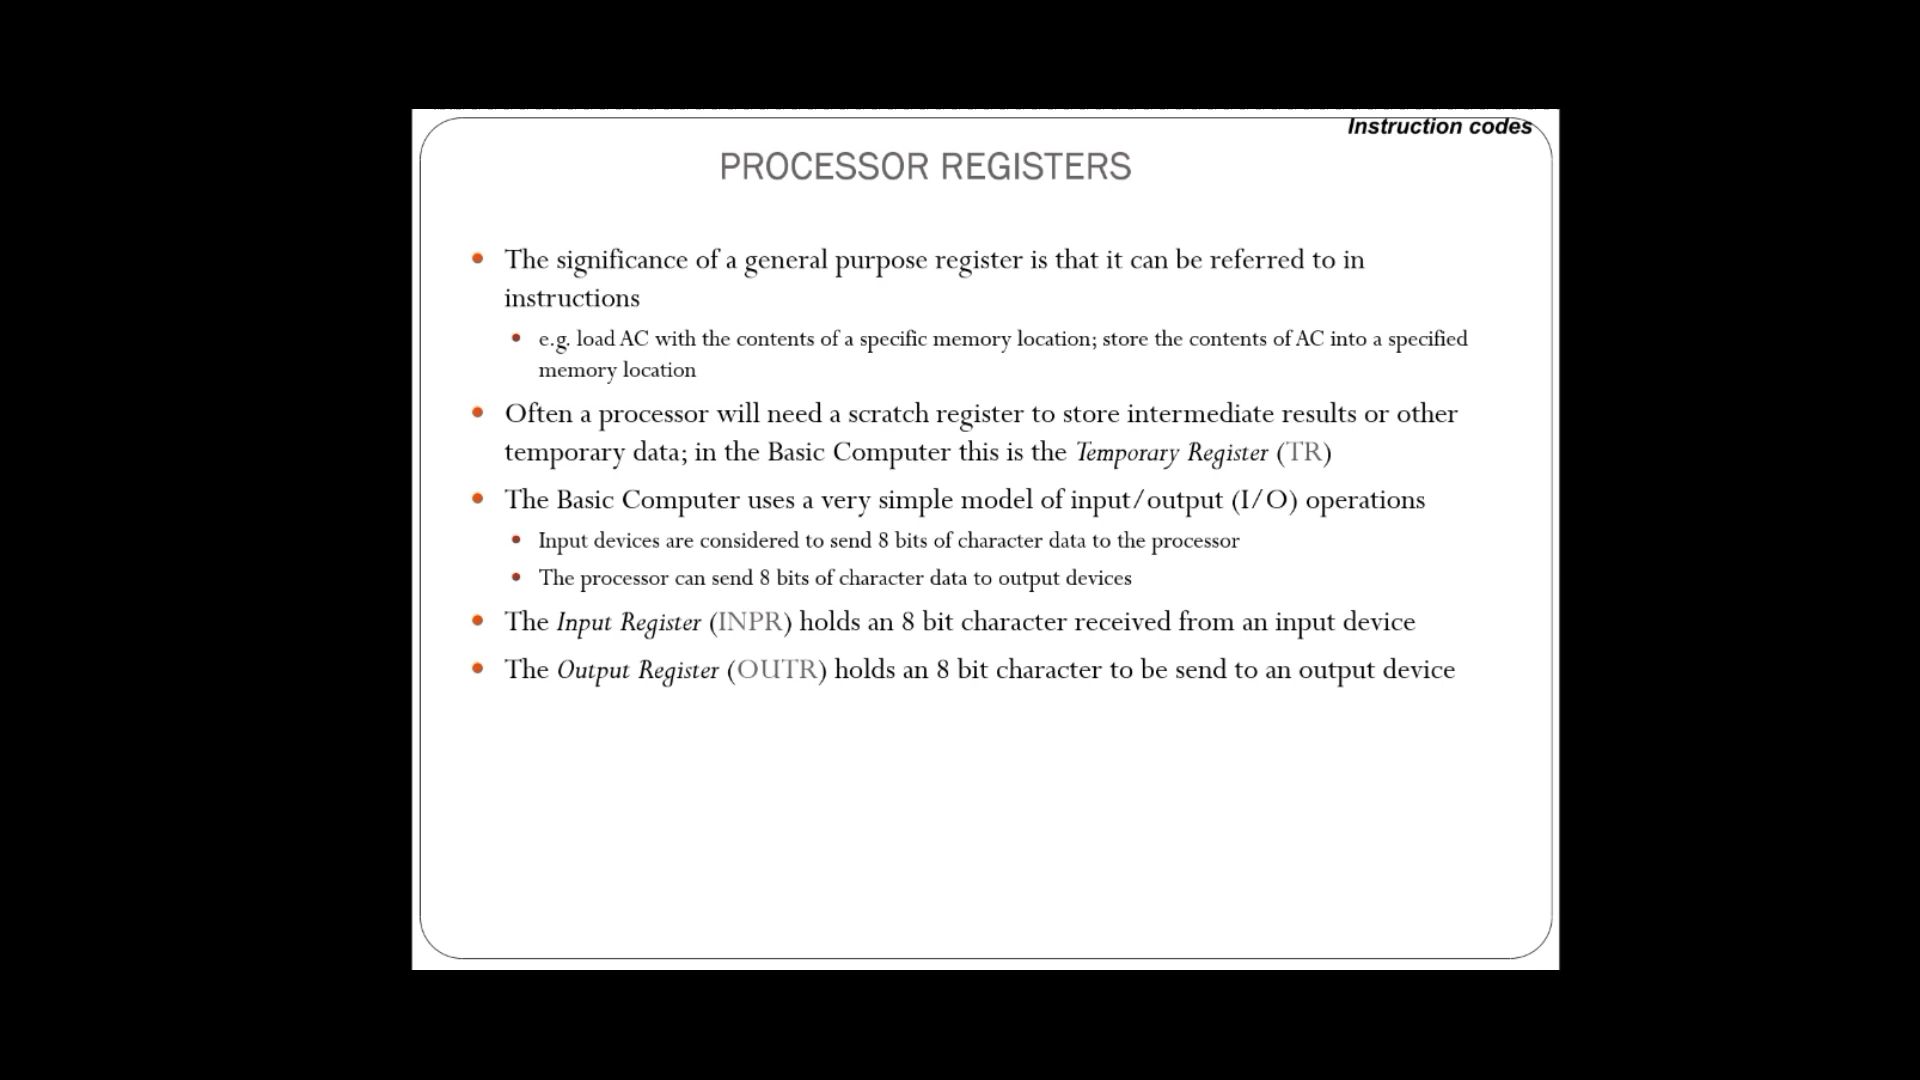 Instruction codes
PROCESSOR REGISTERS
• The significance of a general purpose register is that it can be referred to in
instructions
• e.g. load AC with the contents of a specific memory location; store the contents of AC into a specified
memory location
• Often a processor will need a scratch register to store intermediate results or other
temporary data; in the Basic Computer this is the Temporary Register (TR)
• The Basic Computer uses a very simple model of input/output (I/O) operations
• Input devices are considered to send 8 bits of character data to the processor
• The processor can send 8 bits of character data to output devices
• The Input Register (INPR) holds an 8 bit character received from an input device
• The Output Register (OUTR) holds an 8 bit character to be send to an output device